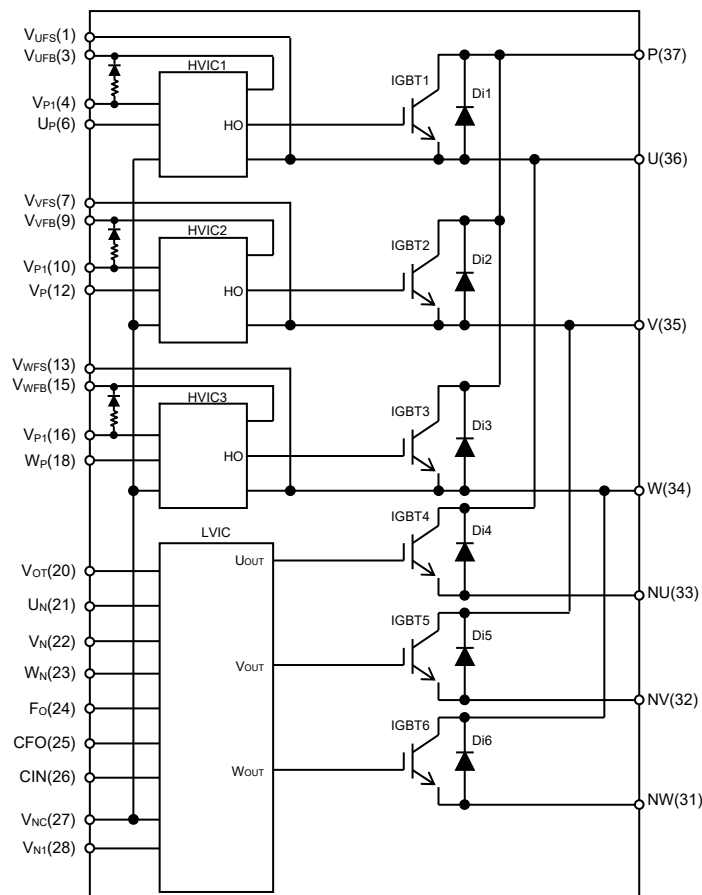 VUFS(1)
VUFB(3)
HVIC1
P(37)
IGBT1
Di1
VP1(4)
UP(6)
HO
U(36)
VVFS(7)
VVFB(9)
HVIC2
IGBT2
Di2
VP1(10)
VP(12)
HO
V(35)
VWFS(13)
VWFB(15)
HVIC3
IGBT3
Di3
VP1(16)
WP(18)
HO
W(34)
IGBT4
LVIC
Di4
UOUT
VOT(20)
NU(33)
UN(21)
IGBT5
VN(22)
Di5
VOUT
WN(23)
NV(32)
FO(24)
IGBT6
CFO(25)
Di6
WOUT
CIN(26)
NW(31)
VNC(27)
VN1(28)